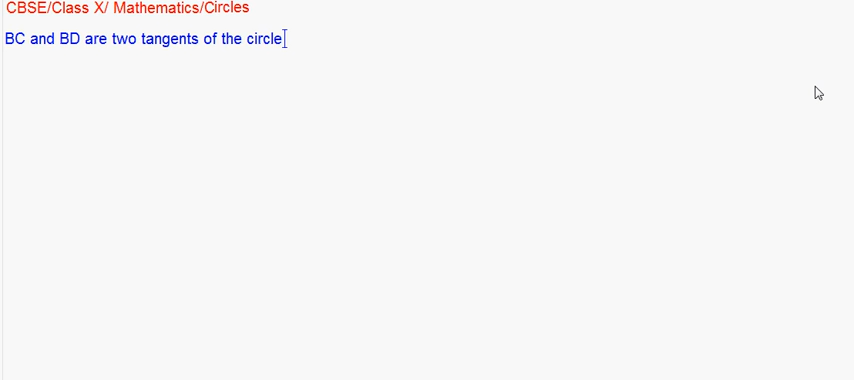 CBSE/Class X/ Mathematics/Circles
BC and BD are two tangents of the circle